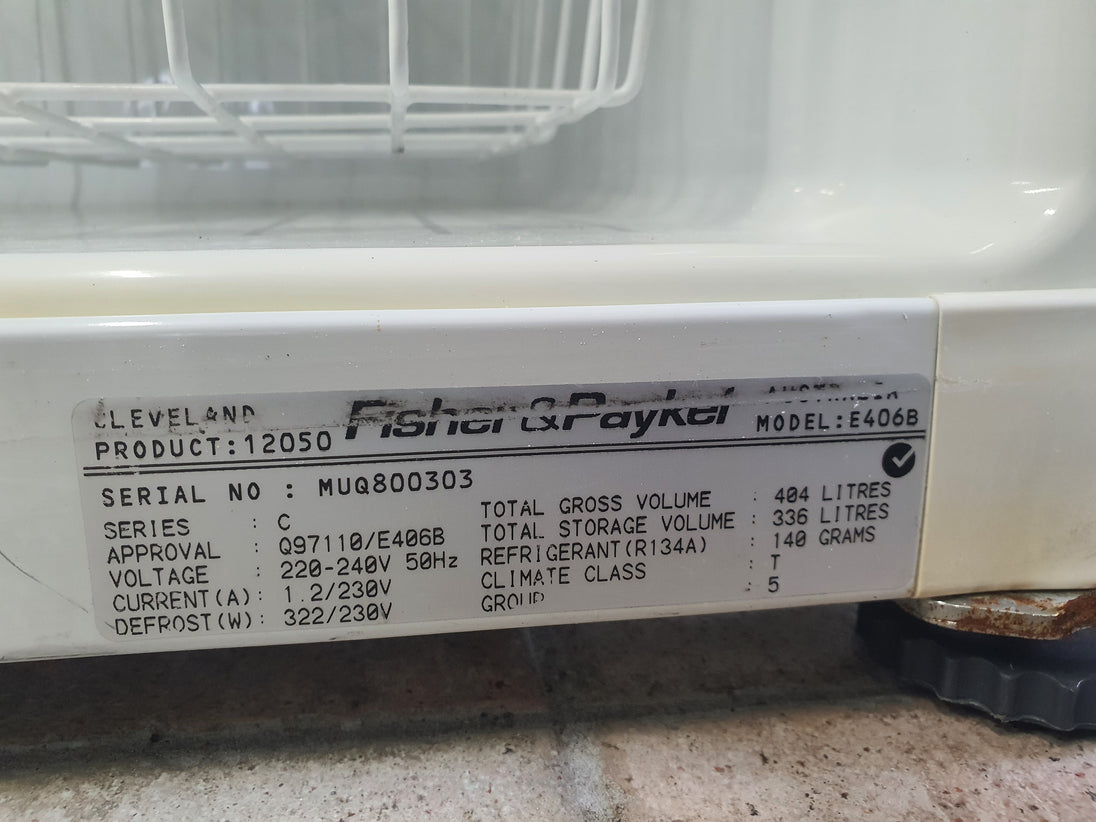 CLEVELAND Fisher & Paykel AUSTRALIA
PRODUCT:12050 MODEL:E406B
SERIAL NO : MUQ800303
SERIES : C
APPROVAL : Q97110/E406B
VOLTAGE : 220-240V 50Hz
CURRENT(A): 1.2/230V
DEFROST(W): 322/230V
TOTAL GROSS VOLUME : 404 LITRES
TOTAL STORAGE VOLUME : 336 LITRES
REFRIGERANT(R134A) : 140 GRAMS
CLIMATE CLASS : T
GROUP : 5